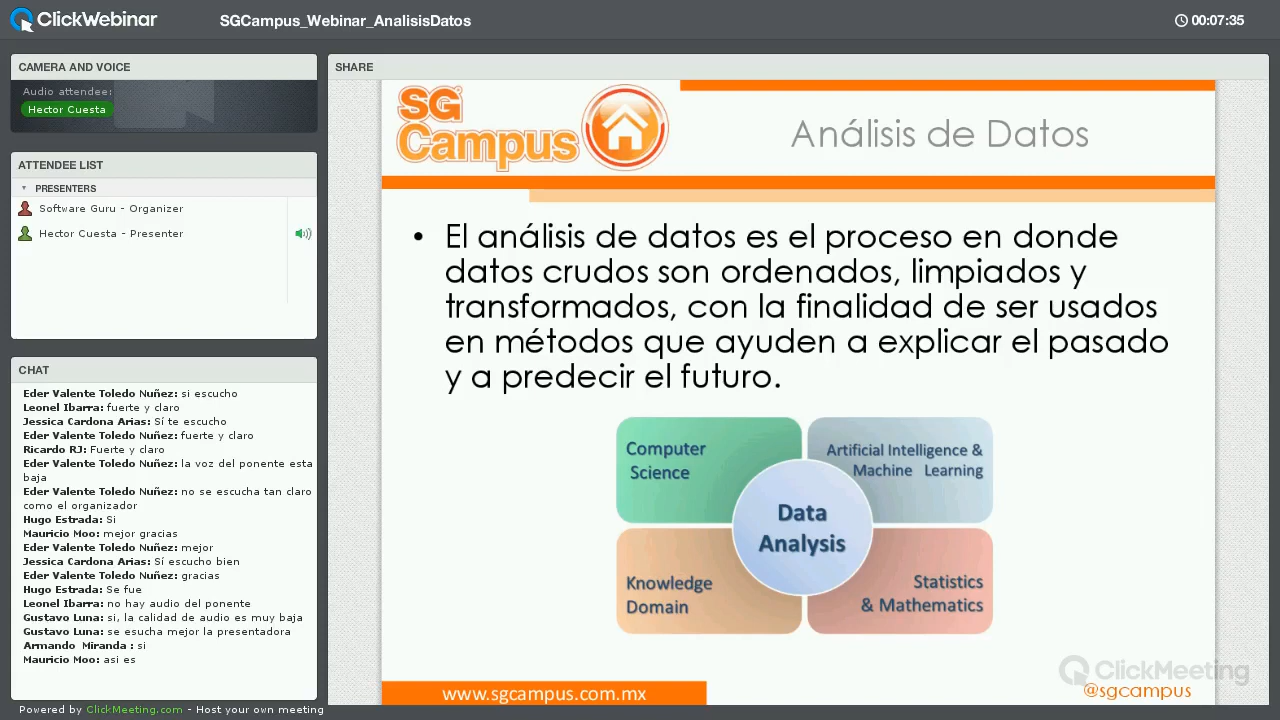 ClickWebinar
SGCampus_Webinar_AnalisisDatos
00:07:35
CAMERA AND VOICE
Audio attendee:
Hector Cuesta
ATTENDEE LIST
PRESENTERS
Software Guru - Organizer
Hector Cuesta - Presenter
CHAT
Eder Valente Toledo Nuñez: si escucho
Leonel Ibarra: fuerte y claro
Jessica Cardona Arias: Sí te escucho
Eder Valente Toledo Nuñez: fuerte y claro
Ricardo RJ: Fuerte y claro
Eder Valente Toledo Nuñez: la voz del ponente esta
baja
Eder Valente Toledo Nuñez: no se escucha tan claro
como el organizador
Hugo Estrada: Si
Mauricio Moo: mejor gracias
Eder Valente Toledo Nuñez: mejor
Jessica Cardona Arias: Sí escucho bien
Eder Valente Toledo Nuñez: gracias
Hugo Estrada: Se fue
Leonel Ibarra: no hay audio del ponente
Gustavo Luna: si, la calidad de audio es muy baja
Gustavo Luna: se esucha mejor la presentadora
Armando Miranda : si
Mauricio Moo: asi es
Powered by ClickMeeting.com - Host your own meeting
SHARE
SG
Campus
Análisis de Datos
• El análisis de datos es el proceso en donde
datos crudos son ordenados, limpiados y
transformados, con la finalidad de ser usados
en métodos que ayuden a explicar el pasado
y a predecir el futuro.
Computer
Science
Artificial Intelligence &
Machine Learning
Data
Analysis
Knowledge
Domain
Statistics
& Mathematics
www.sgcampus.com.mx
ClickMeeting
@sgcampus